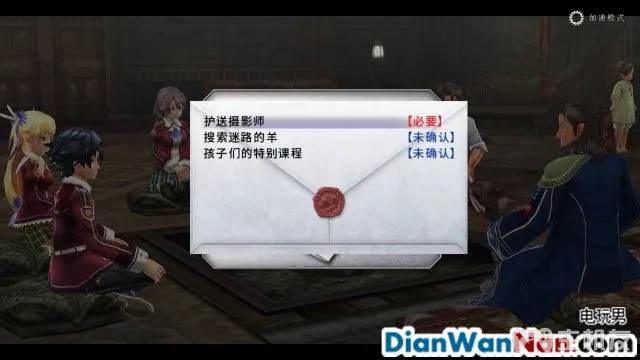 加速模式
护送摄影师 【必要】
搜索迷路的羊 【未确认】
孩子们的特别课程 【未确认】
电玩男
DianWanNan.com